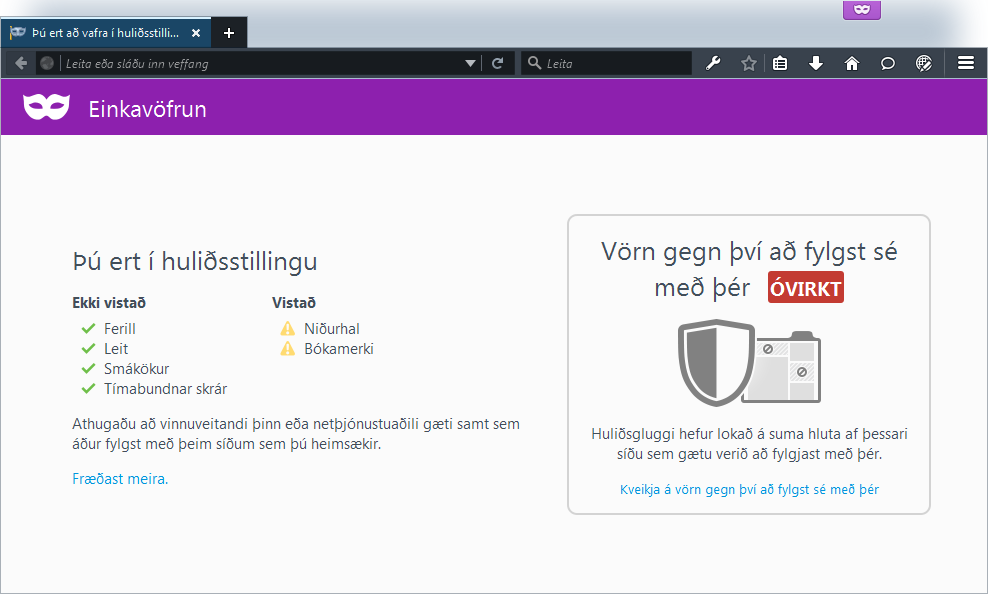 Þú ert að vafra í huliðsstilli...
Leita eða sláðu inn veffang
Leita
Einkavöfrun
Þú ert í huliðsstillingu
Ekki vistað
Ferill
Leit
Smákökur
Tímabundnar skrár
Vistað
Niðurhal
Bókamerki
Athugaðu að vinnuveitandi þinn eða netþjónustuaðili gæti samt sem
áður fylgst með þeim síðum sem þú heimsækir.
Fræðast meira.
Vörn gegn því að fylgst sé
með þér ÓVIRKT
Huliðsgluggi hefur lokað á suma hluta af þessari
síðu sem gætu verið að fylgjast með þér.
Kveikja á vörn gegn því að fylgst sé með þér